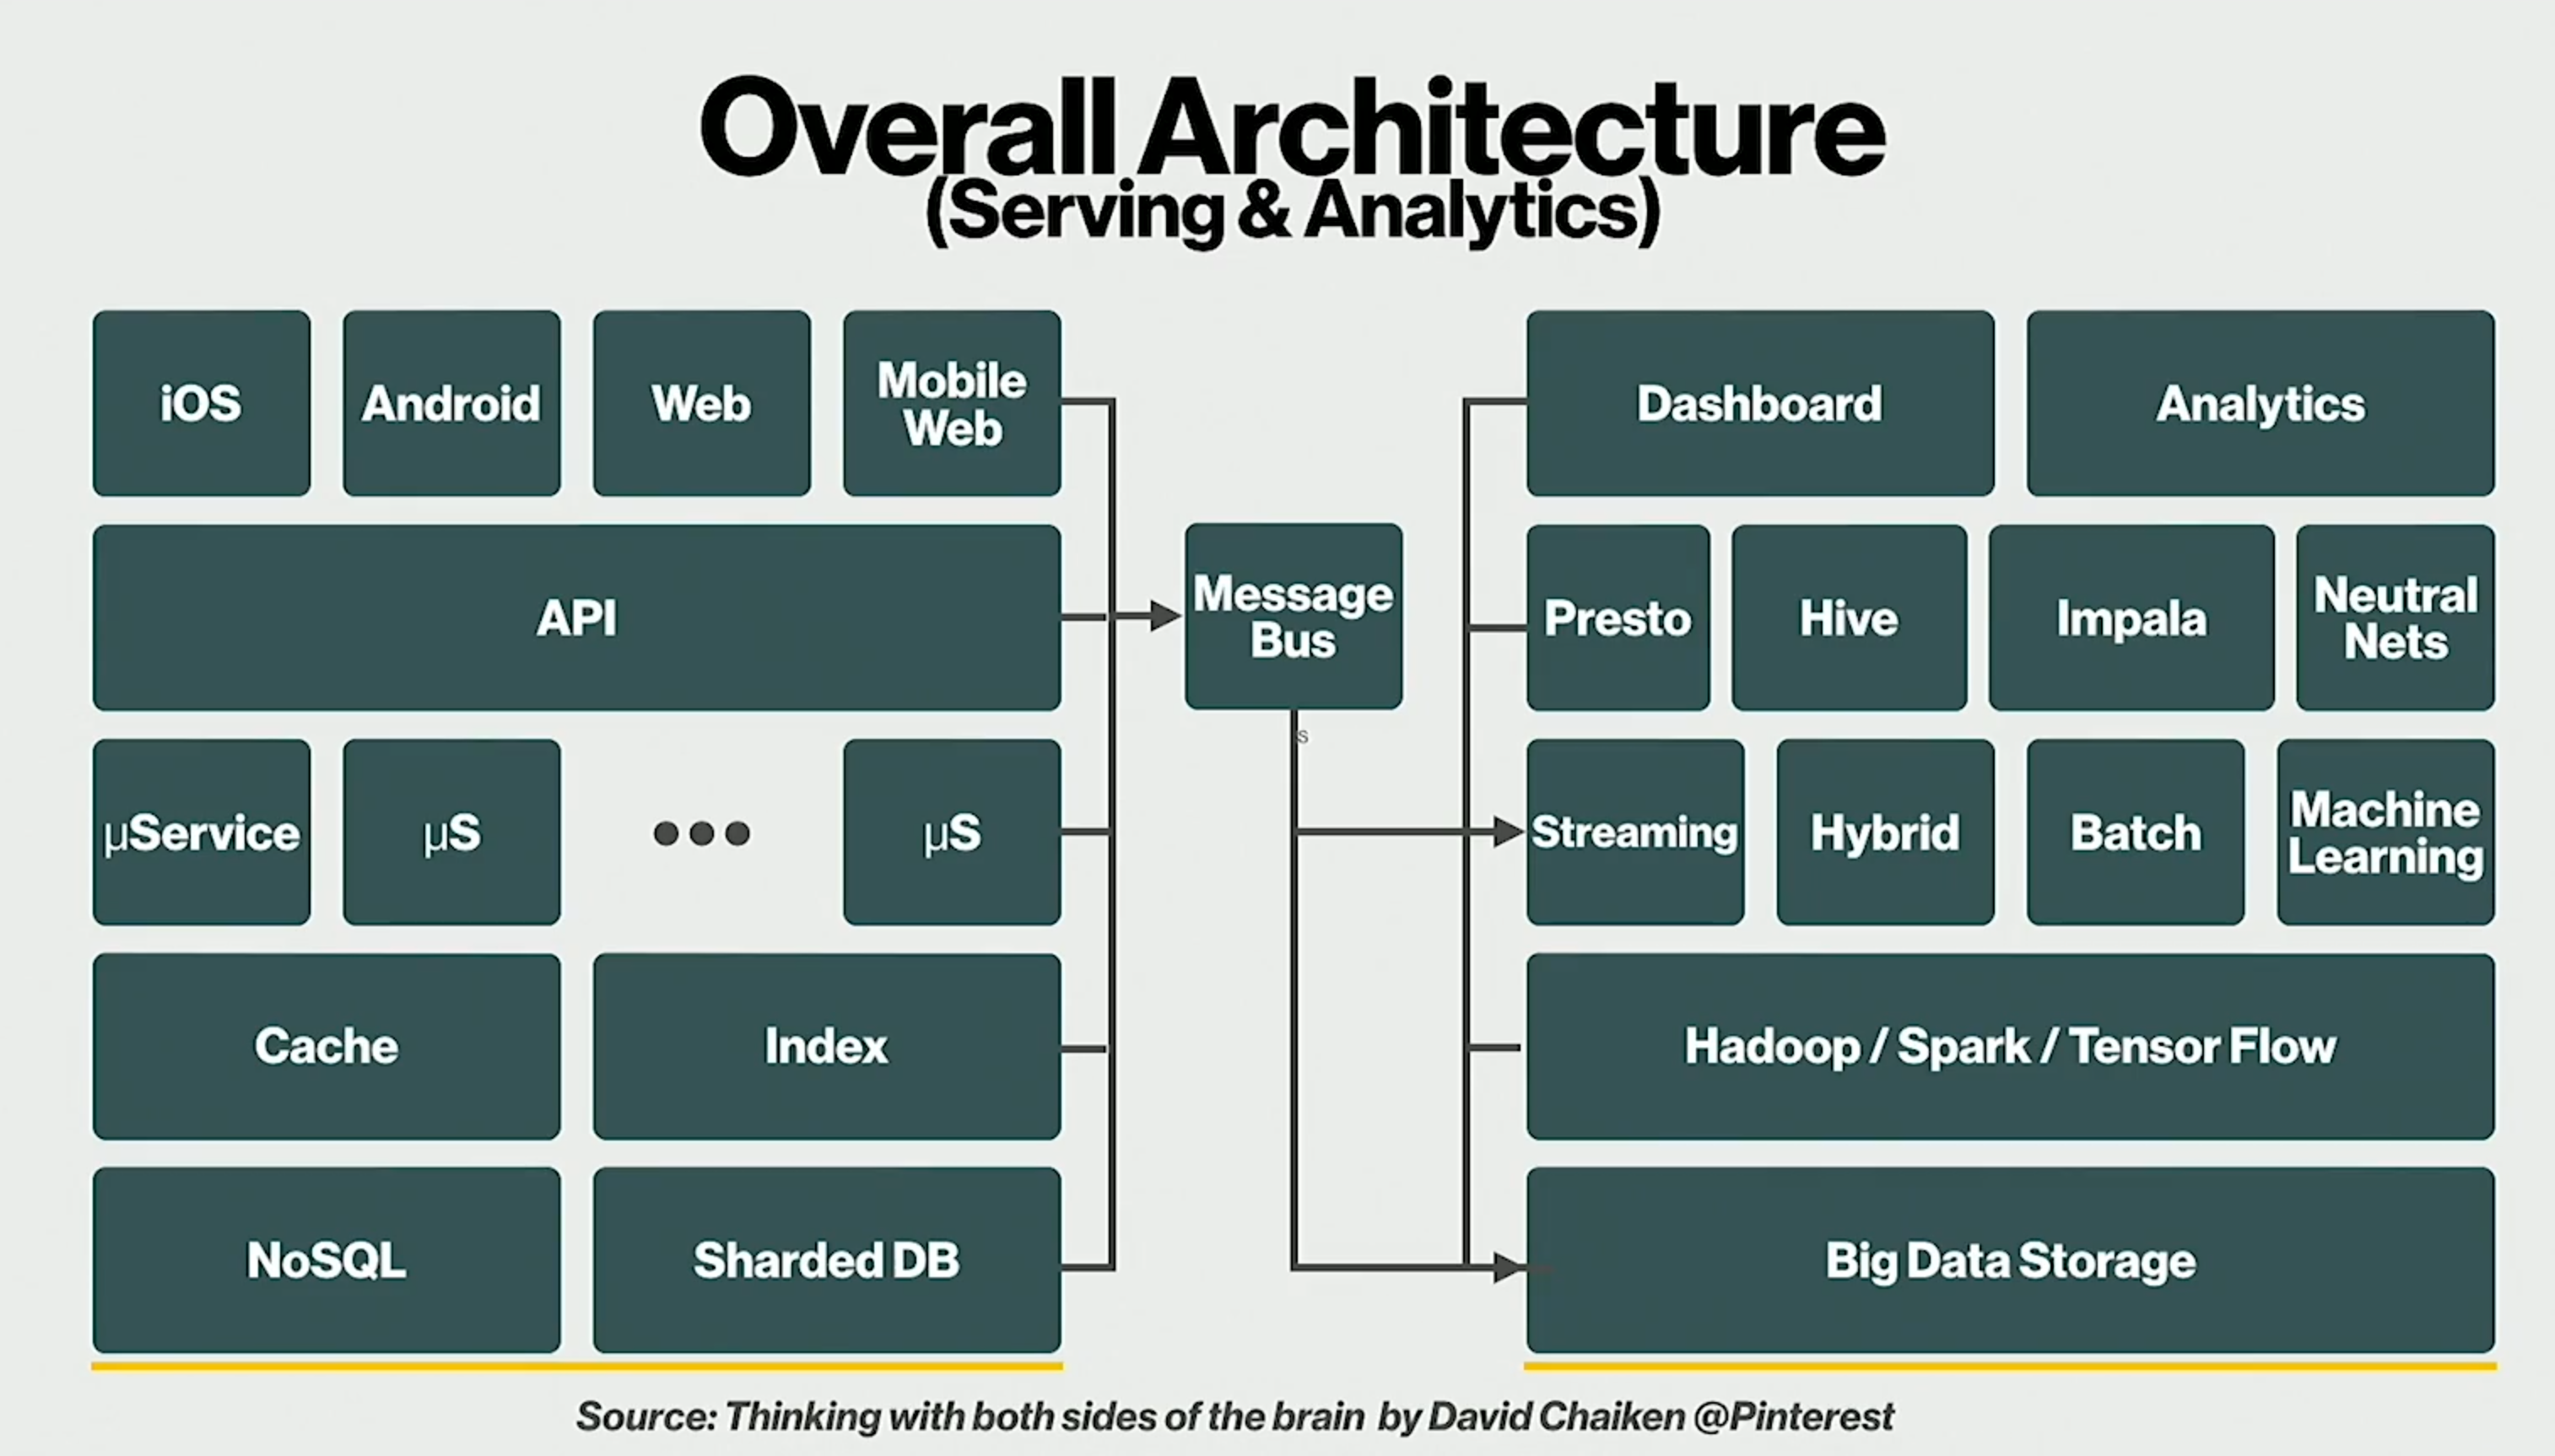 Overall Architecture
(Serving & Analytics)
iOS
Android
Web
Mobile
Web
API
µService
µS
µS
Cache
Index
NoSQL
Sharded DB
Message
Bus
s
Dashboard
Analytics
Presto
Hive
Impala
Neutral
Nets
Streaming
Hybrid
Batch
Machine
Learning
Hadoop / Spark / Tensor Flow
Big Data Storage
Source: Thinking with both sides of the brain by David Chaiken @Pinterest